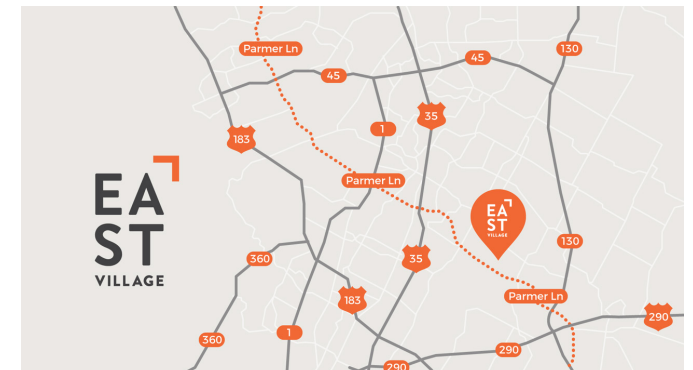 Parmer Ln
130
45
45
35
1
183
Parmer Ln
EA
ST
VILLAGE
EA
ST
VILLAGE
130
360
35
Parmer Ln
183
290
1
360
290
290